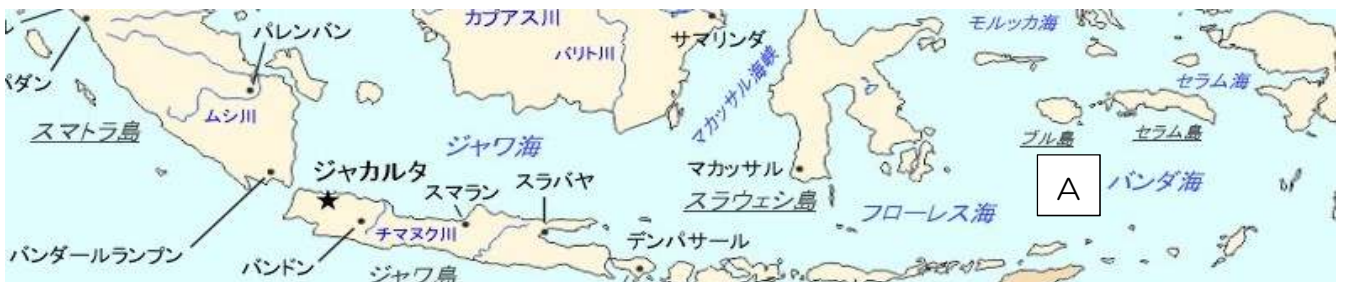 カプアス川
モルッカ海
パレンバン
サマリンダ
バリト川
パダン
マカッサル海峡
セラム海
ムシ川
スマトラ島
ジャワ海
ブル島
セラム島
ジャカルタ
マカッサル
A
バンダ海
スマラン
スラバヤ
スラウェシ島
フローレス海
チマヌク川
デンパサール
バンダールランプン
バンドン
ジャワ島